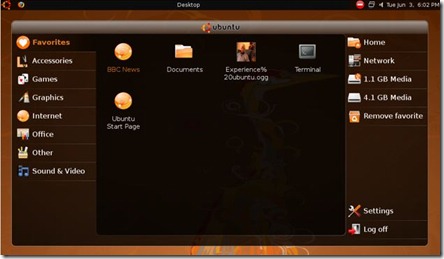 Desktop
Tue Jun 3, 6:02 PM
ubuntu
Favorites
Accessories
Games
Graphics
Internet
Office
Other
Sound & Video
BBC News
Documents
Experience%
20ubuntu.ogg
Terminal
Ubuntu
Start Page
Home
Network
1.1 GB Media
4.1 GB Media
Remove favorite
Settings
Log off